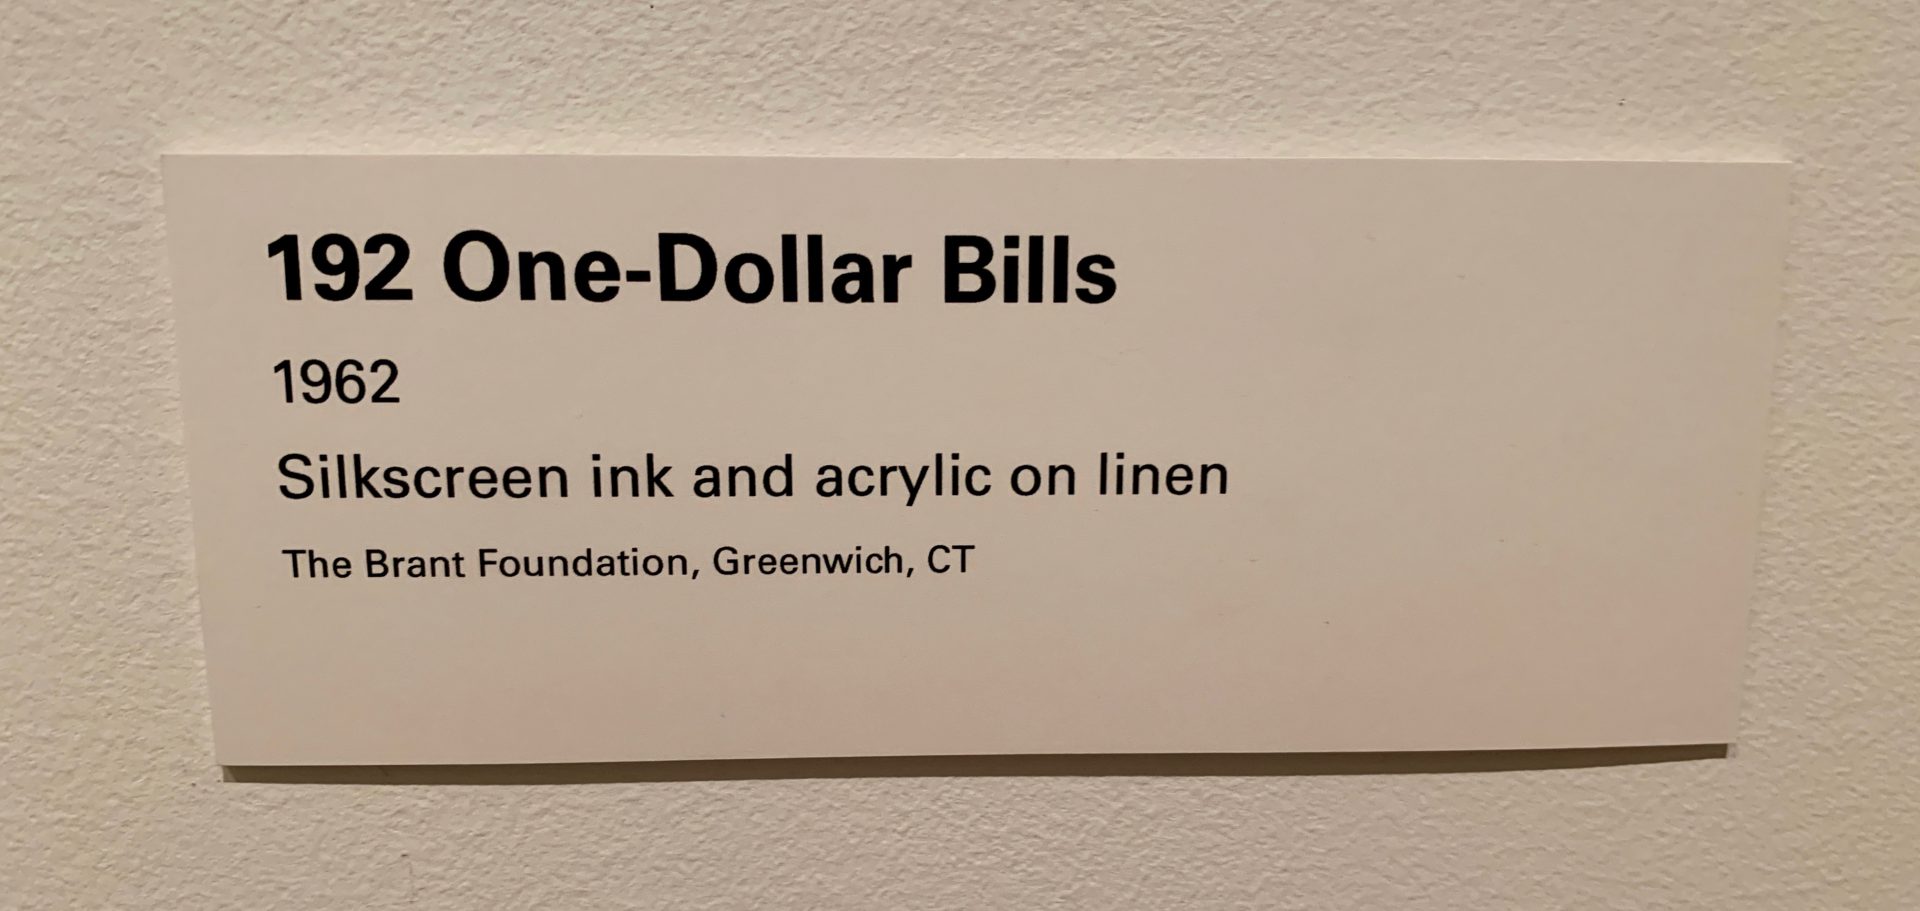 192 One-Dollar Bills
1962
Silkscreen ink and acrylic on linen
The Brant Foundation, Greenwich, CT